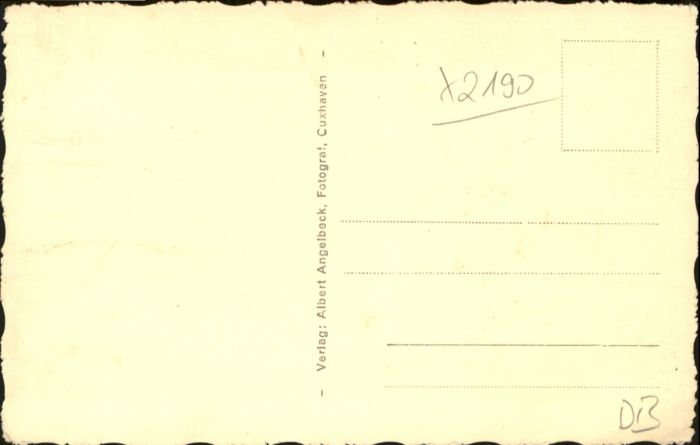 - Verlag: Albert Angelbeck, Fotograf, Cuxhaven -
X2190
DB